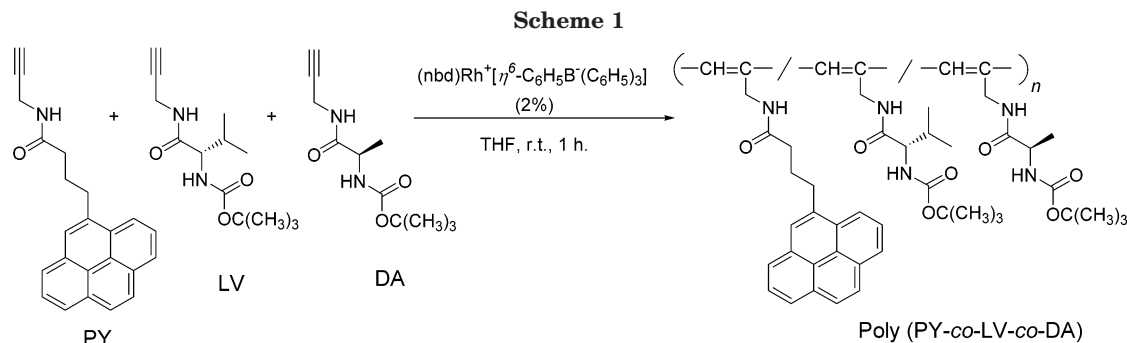 Scheme 1
(nbd)Rh+[η6-C6H5B-(C6H5)3]
(2%)
THF, r.t., 1 h.
NH
O
+
NH
O
HN
O
OC(CH3)3
+
NH
O
HN
O
OC(CH3)3
( CH=C / CH=C / CH=C )n
NH
O
NH
O
HN
O
OC(CH3)3
NH
O
HN
O
OC(CH3)3
PY
LV
DA
Poly (PY-co-LV-co-DA)